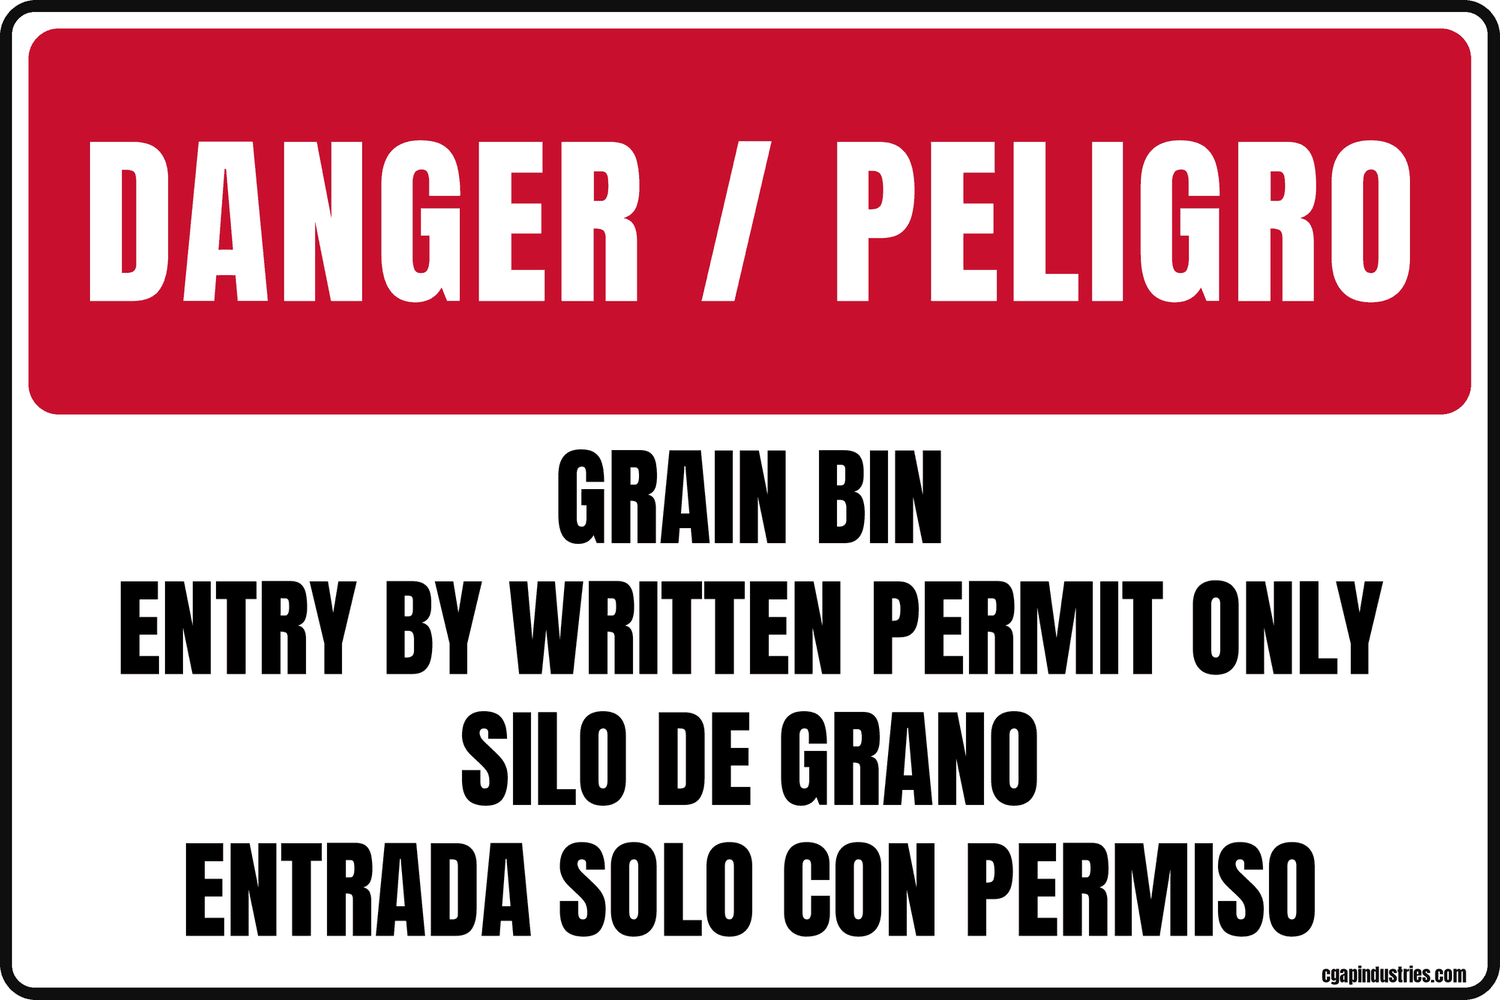 DANGER / PELIGRO
GRAIN BIN
ENTRY BY WRITTEN PERMIT ONLY
SILO DE GRANO
ENTRADA SOLO CON PERMISO
cgapindustries.com